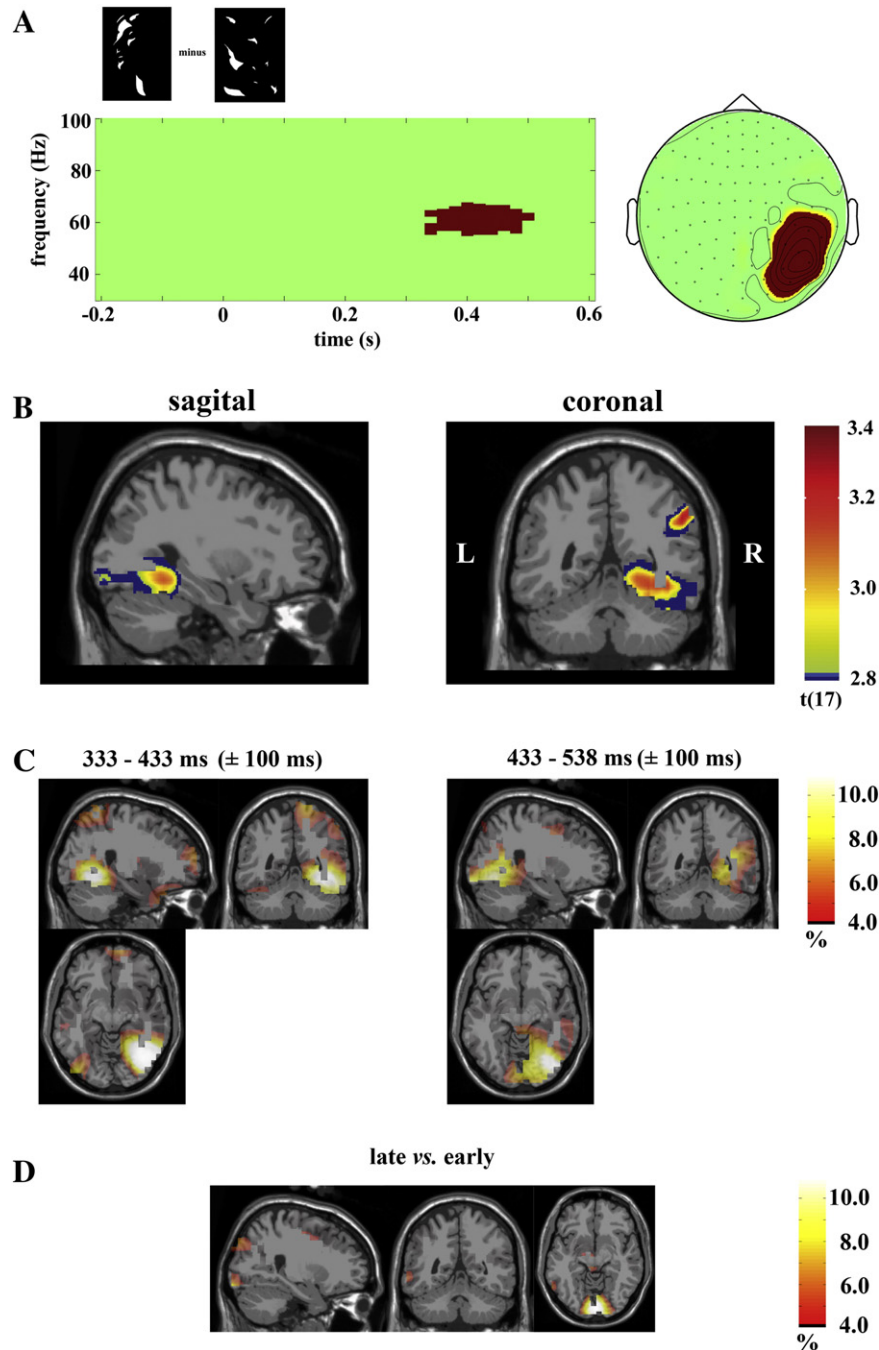 A
minus
100
80
60
40
frequency (Hz)
-0.2
0
0.2
0.4
0.6
time (s)
B
sagital
coronal
L
R
3.4
3.2
3.0
2.8
t(17)
C
333 - 433 ms (± 100 ms)
433 - 538 ms (± 100 ms)
10.0
8.0
6.0
4.0
%
D
late vs. early
10.0
8.0
6.0
4.0
%